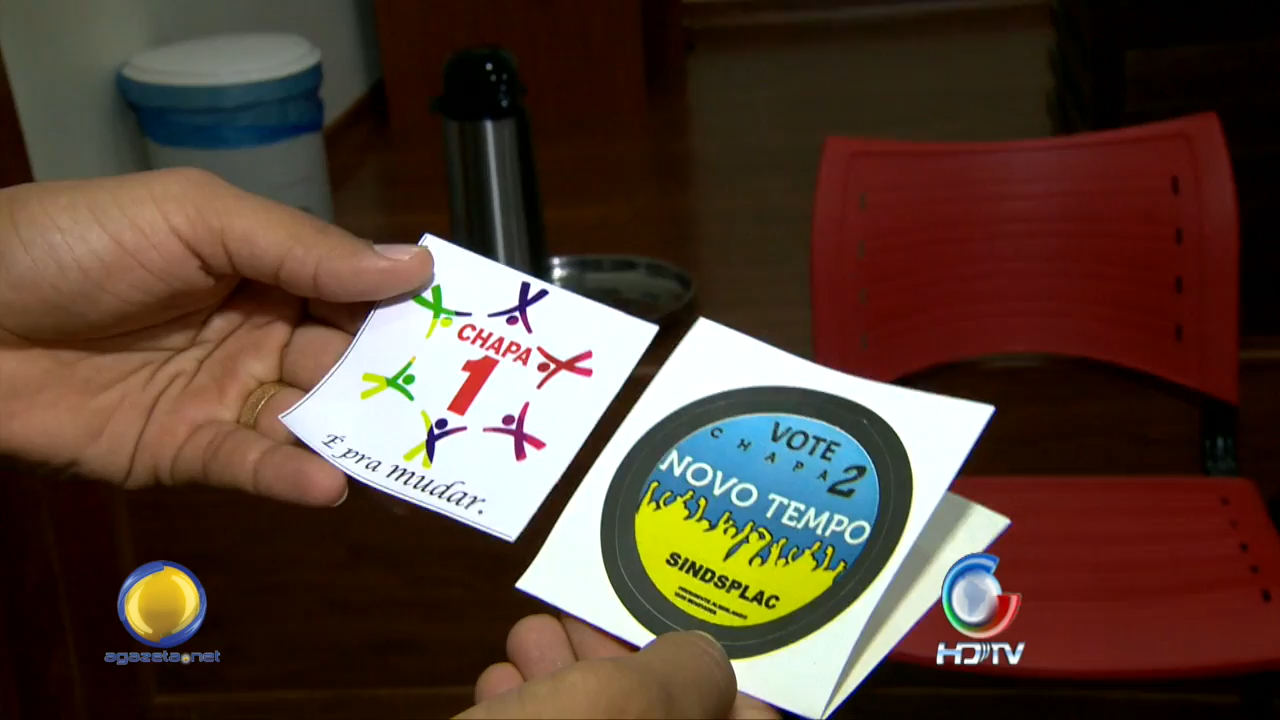 CHAPA
1
É pra mudar.
VOTE
CHAPA 2
NOVO TEMPO
SINDSPLAC
agazeta.net
HDTV